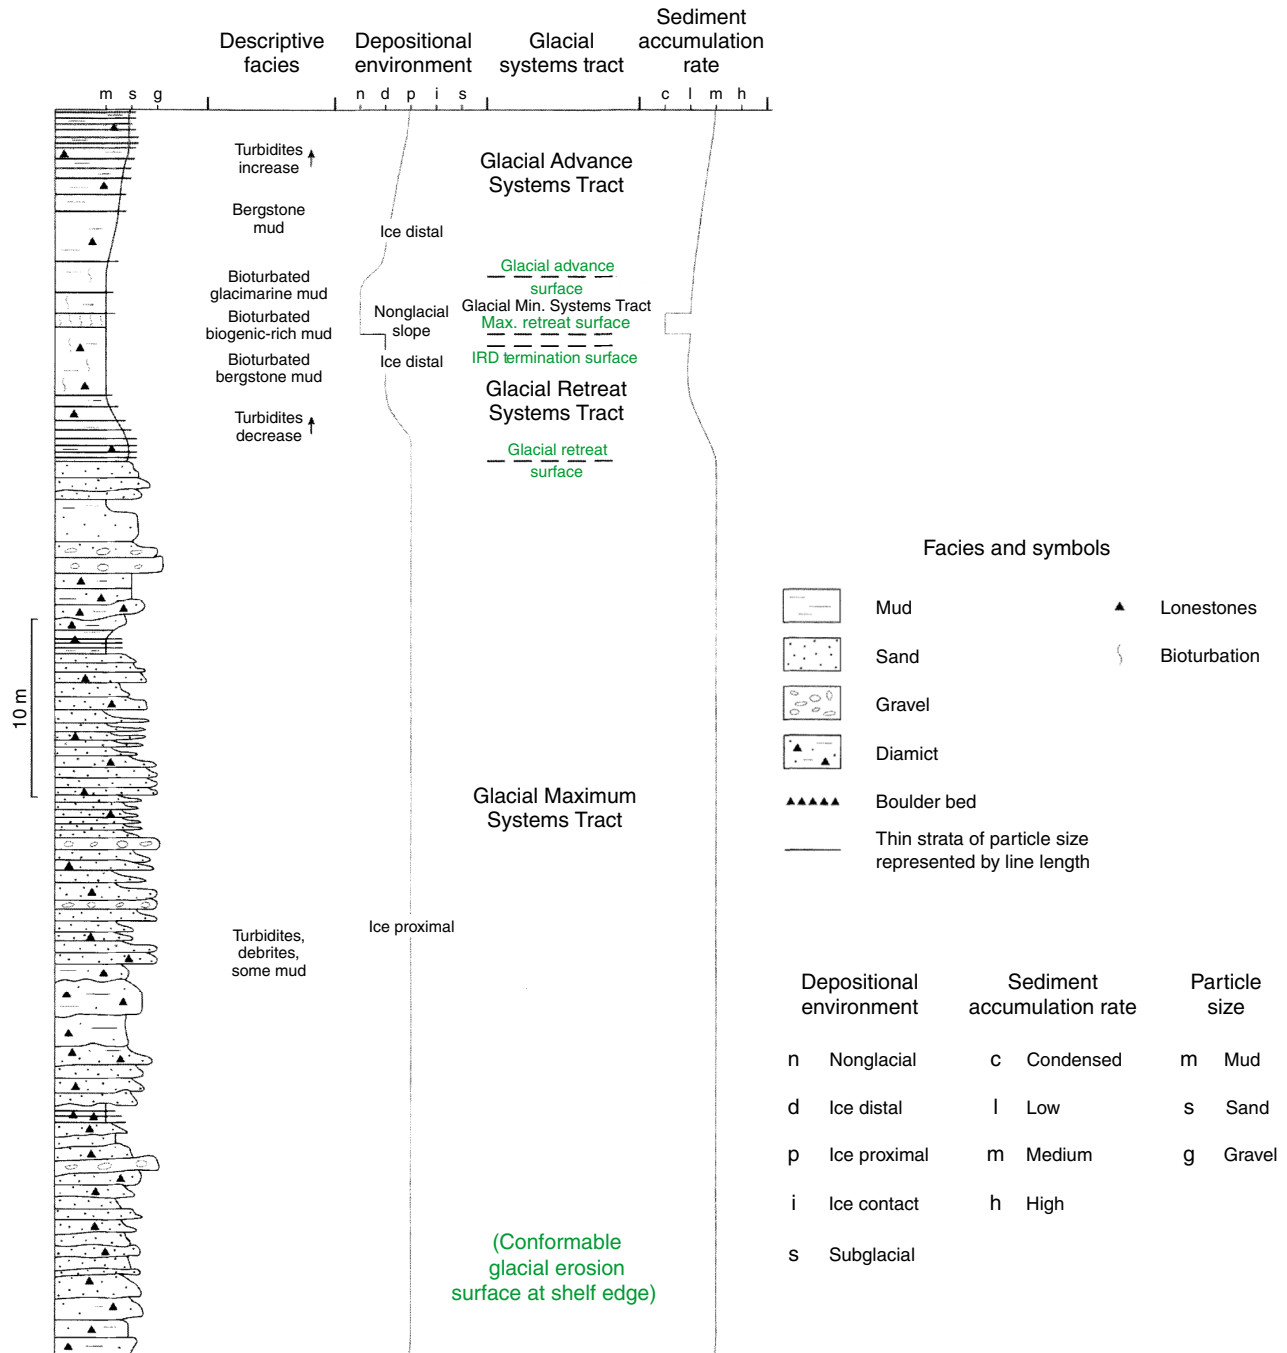 Descriptive
facies
Depositional
environment
Glacial
systems tract
Sediment
accumulation
rate
m s g
n d p i s
c l m h
Turbidites
increase
Glacial Advance
Systems Tract
Bergstone
mud
Ice distal
Glacial advance
surface
Bioturbated
glacimarine mud
Glacial Min. Systems Tract
Bioturbated
biogenic-rich mud
Nonglacial
slope
Max. retreat surface
Bioturbated
bergstone mud
Ice distal
IRD termination surface
Glacial Retreat
Systems Tract
Turbidites
decrease
Glacial retreat
surface
10 m
Glacial Maximum
Systems Tract
Ice proximal
Turbidites,
debrites,
some mud
(Conformable
glacial erosion
surface at shelf edge)
Facies and symbols
Mud
Lonestones
Sand
Bioturbation
Gravel
Diamict
Boulder bed
Thin strata of particle size
represented by line length
Depositional
environment
n Nonglacial
d Ice distal
p Ice proximal
i Ice contact
s Subglacial
Sediment
accumulation rate
c Condensed
l Low
m Medium
h High
Particle
size
m Mud
s Sand
g Gravel